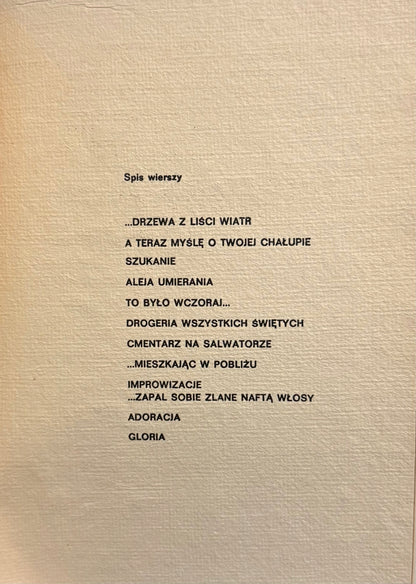 Spis wierszy
...DRZEWA Z LIŚCI WIATR
A TERAZ MYŚLĘ O TWOJEJ CHAŁUPIE
SZUKANIE
ALEJA UMIERANIA
TO BYŁO WCZORAJ...
DROGERIA WSZYSTKICH ŚWIĘTYCH
CMENTARZ NA SALWATORZE
...MIESZKAJĄC W POBLIŻU
IMPROWIZACJE
...ZAPAL SOBIE ZLANE NAFTĄ WŁOSY
ADORACJA
GLORIA